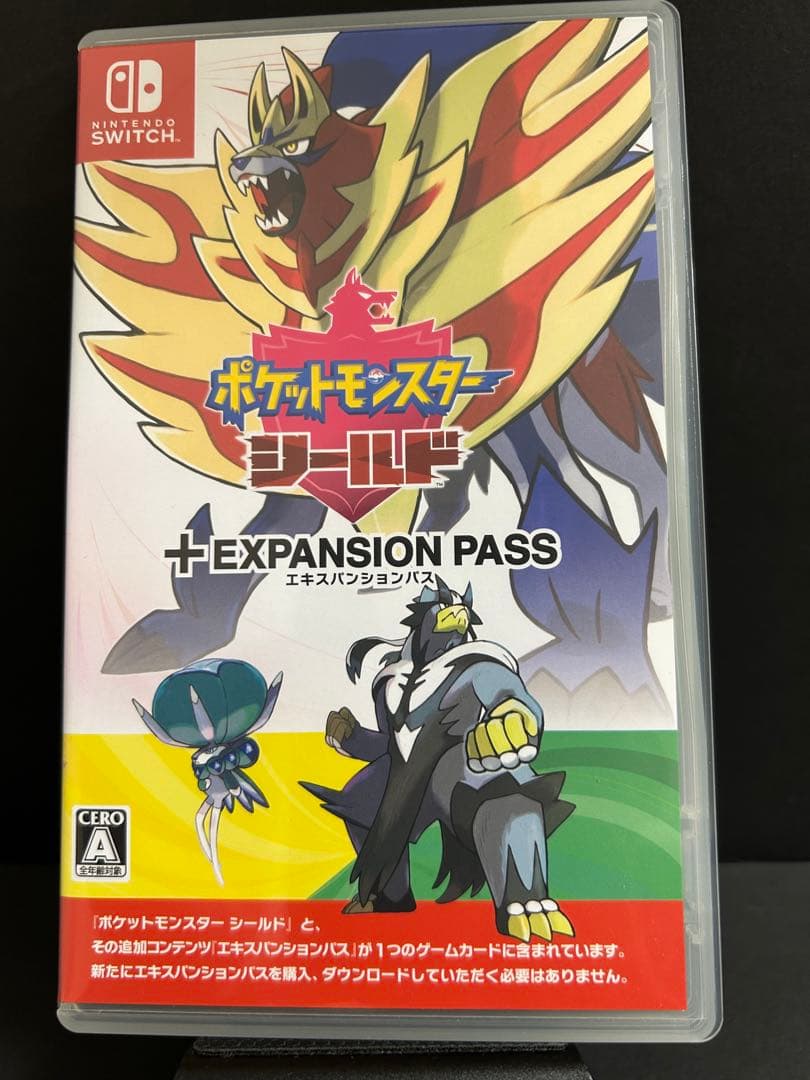 NINTENDO
SWITCH™
ポケットモンスター
シールド™
+EXPANSION PASS
エキスパンションパス
CERO
A
全年齢対象
『ポケットモンスター シールド』と、
その追加コンテンツ『エキスパンションパス』が1つのゲームカードに含まれています。
新たにエキスパンションパスを購入、ダウンロードしていただく必要はありません。